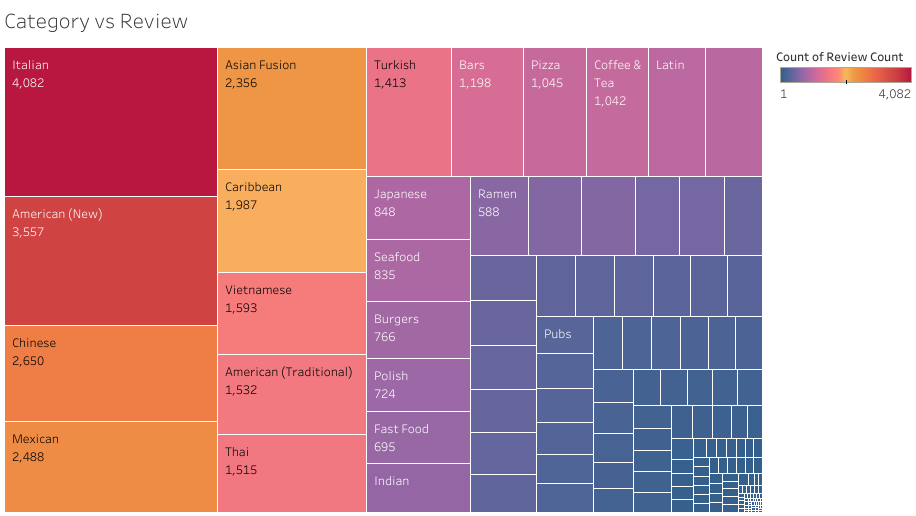 Category vs Review
Italian
4,082
American (New)
3,557
Chinese
2,650
Mexican
2,488
Asian Fusion
2,356
Caribbean
1,987
Vietnamese
1,593
American (Traditional)
1,532
Thai
1,515
Turkish
1,413
Bars
1,198
Pizza
1,045
Coffee &
Tea
1,042
Latin
Japanese
848
Seafood
835
Burgers
766
Polish
724
Fast Food
695
Indian
Ramen
588
Pubs
Count of Review Count
1
4,082